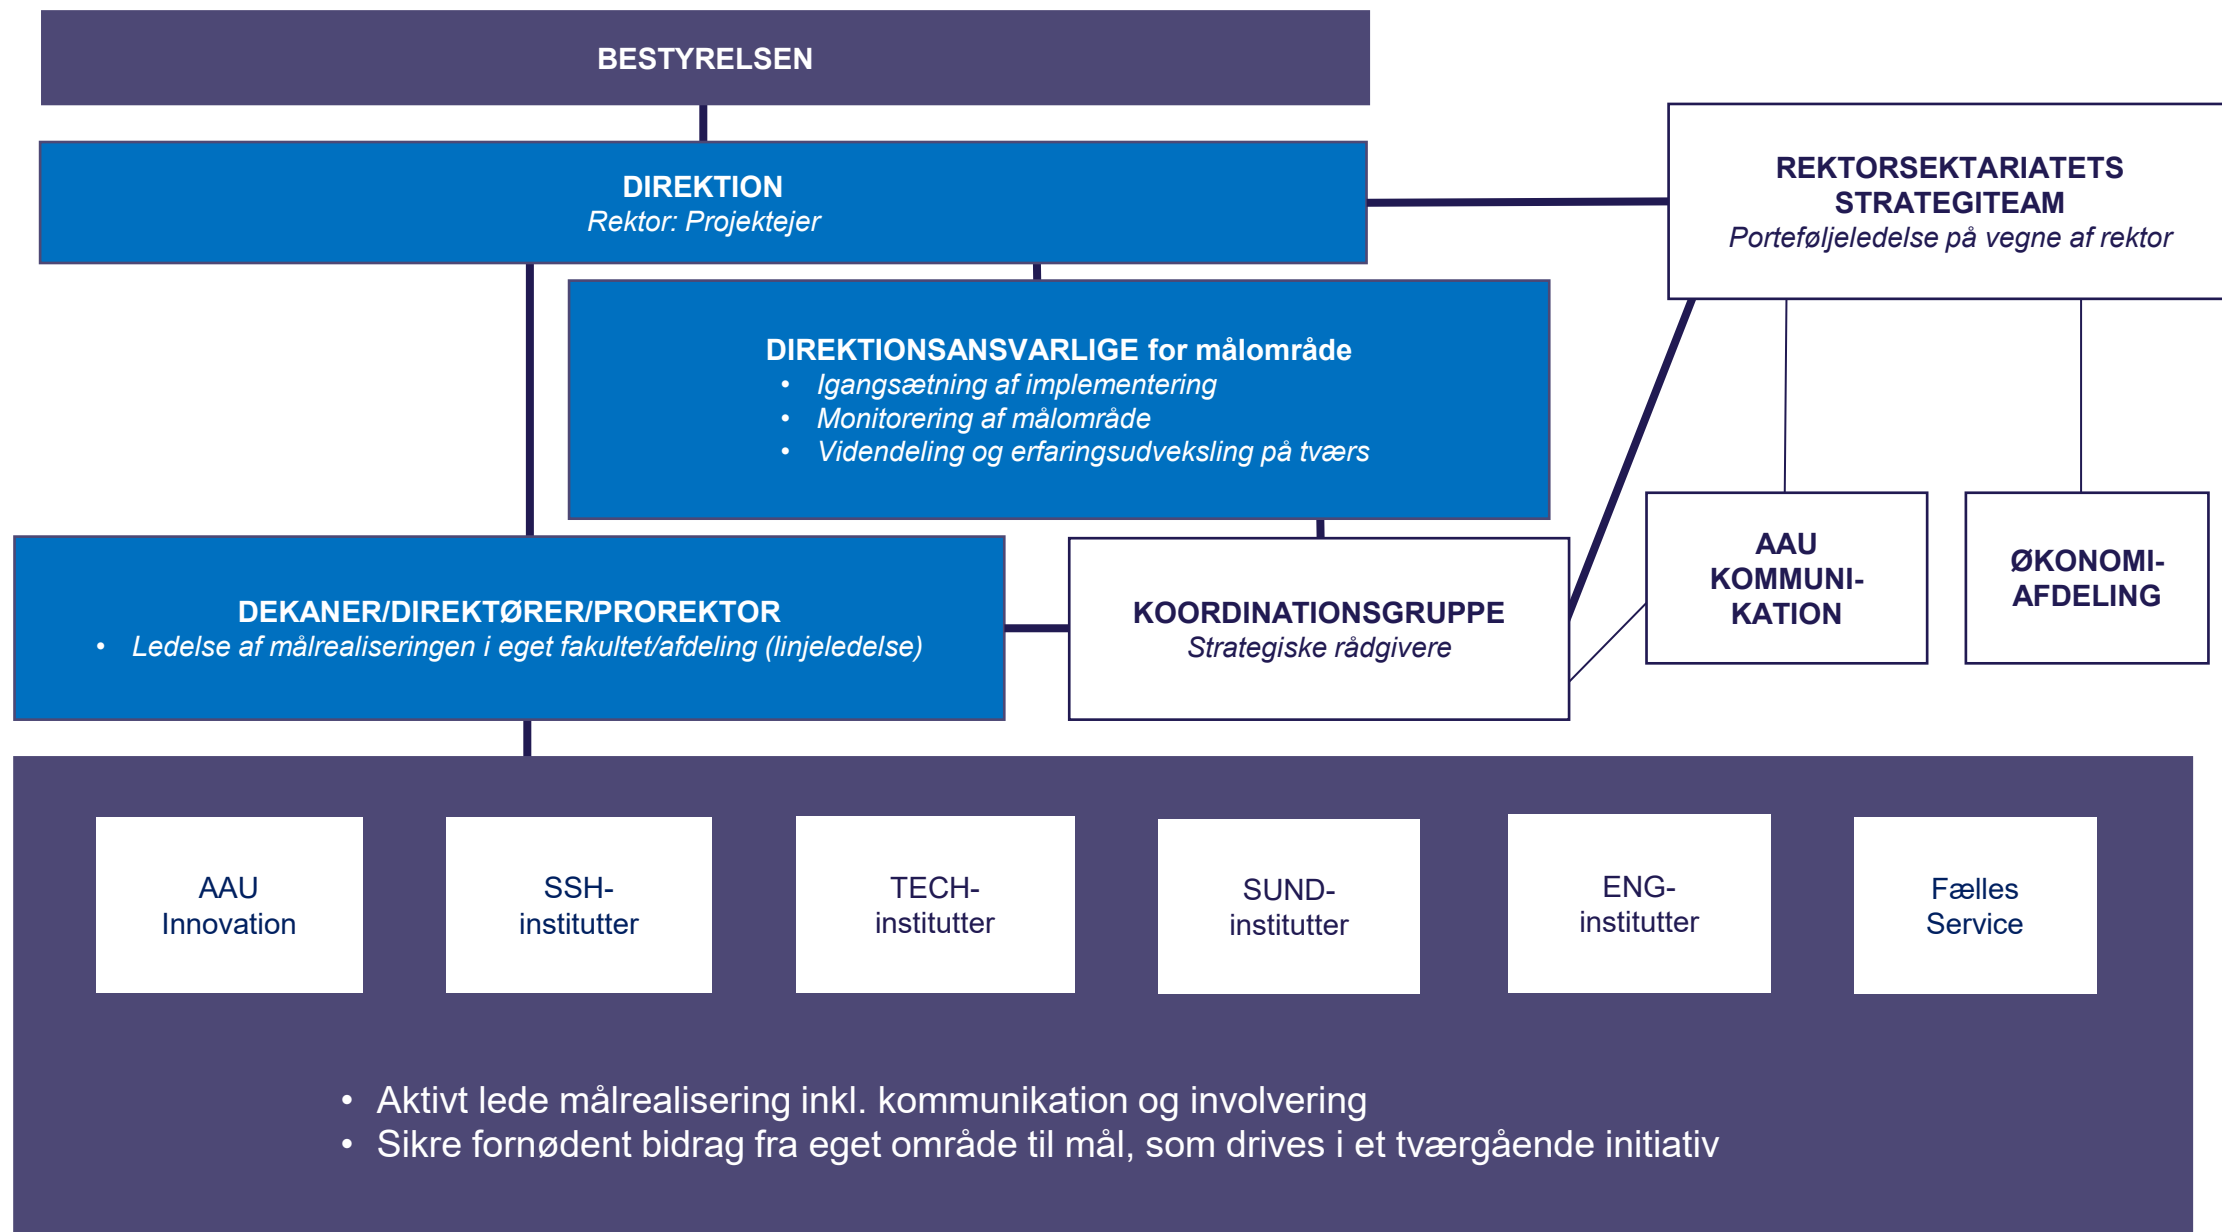 BESTYRELSEN
DIREKTION
Rektor: Projektejer
REKTORSEKTARIATETS
STRATEGITEAM
Porteføljeledelse på vegne af rektor
DIREKTIONSANSVARLIGE for målområde
• Igangsætning af implementering
• Monitorering af målområde
• Videndeling og erfaringsudveksling på tværs
DEKANER/DIREKTØRER/PROREKTOR
• Ledelse af målrealiseringen i eget fakultet/afdeling (linjeledelse)
KOORDINATIONSGRUPPE
Strategiske rådgivere
AAU
KOMMUNI-
KATION
ØKONOMI-
AFDELING
AAU
Innovation
SSH-
institutter
TECH-
institutter
SUND-
institutter
ENG-
institutter
Fælles
Service
• Aktivt lede målrealisering inkl. kommunikation og involvering
• Sikre fornødent bidrag fra eget område til mål, som drives i et tværgående initiativ